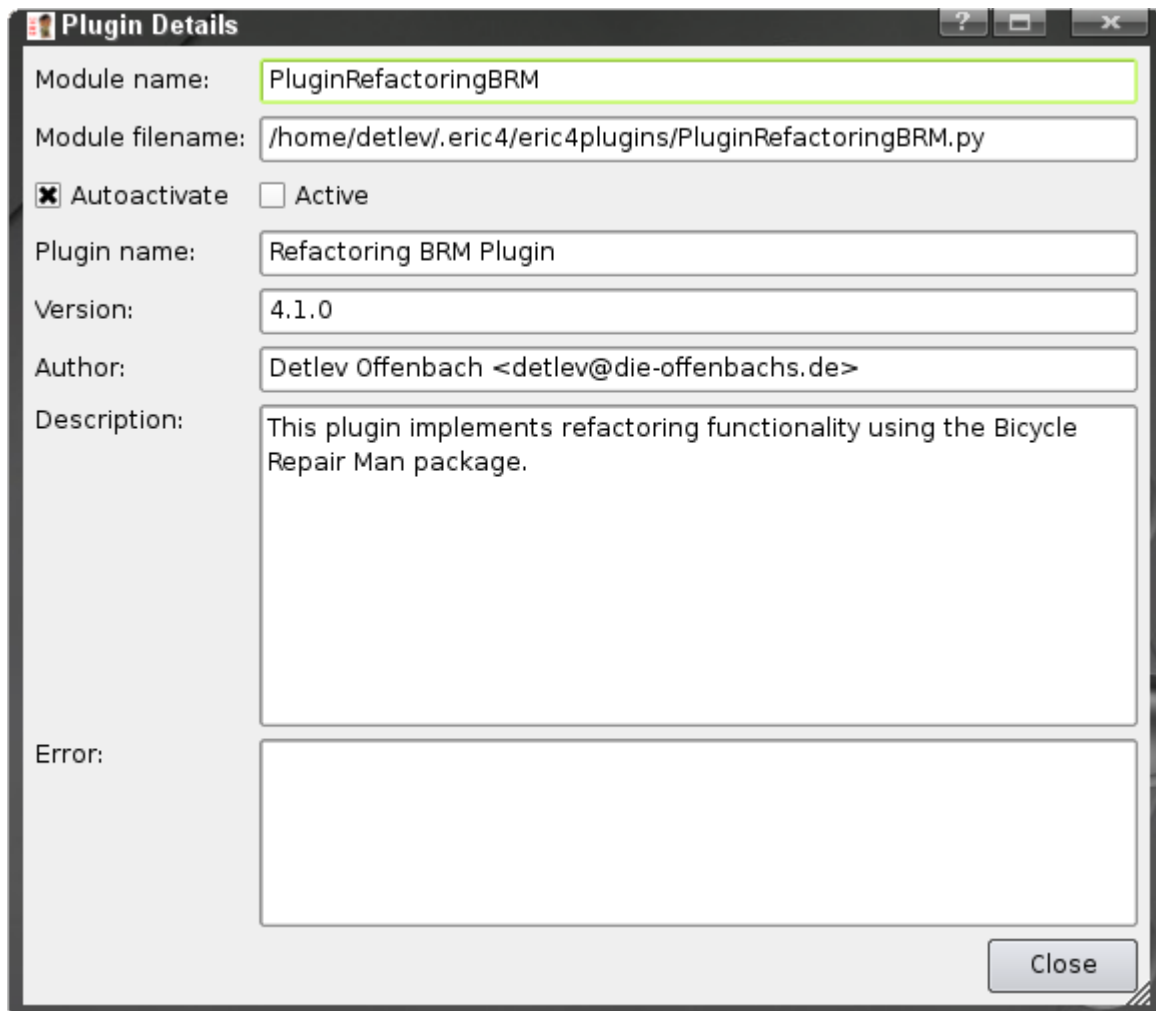 Plugin Details
Module name: PluginRefactoringBRM
Module filename: /home/detlev/.eric4/eric4plugins/PluginRefactoringBRM.py
Autoactivate Active
Plugin name: Refactoring BRM Plugin
Version: 4.1.0
Author: Detlev Offenbach <detlev@die-offenbachs.de>
Description: This plugin implements refactoring functionality using the Bicycle
Repair Man package.
Error:
Close